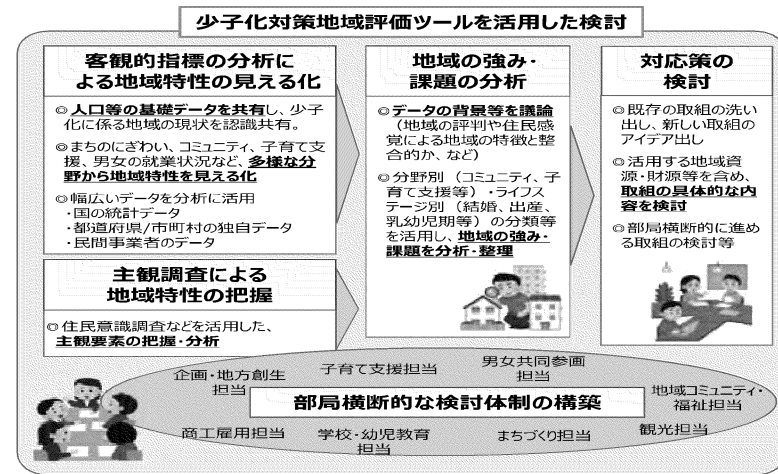 少子化対策地域評価ツールを活用した検討
客観的指標の分析に
よる地域特性の見える化
◎人口等の基礎データを共有し、少子
化に係る地域の現状を認識共有。
◎まちのにぎわい、コミュニティ、子育て支
援、男女の就業状況など、多様な分
野から地域特性を見える化
◎幅広いデータを分析に活用
・国の統計データ
・都道府県/市町村の独自データ
・民間事業者のデータ
主観調査による
地域特性の把握
◎住民意識調査などを活用した、
主観要素の把握・分析
地域の強み・
課題の分析
◎データの背景等を議論
（地域の評判や住民感
覚による地域の特徴と整
合的か、など）
◎分野別（コミュニティ、子
育て支援等）・ライフス
テージ別（結婚、出産、
乳幼児期等）の分類等
を活用し、地域の強み・
課題を分析・整理
対応策の
検討
◎既存の取組の洗い
出し、新しい取組の
アイデア出し
◎活用する地域資
源・財源等を含め、
取組の具体的な内
容を検討
◎部局横断的に進め
る取組の検討等
企画・地方創生
担当
子育て支援担当
男女共同参画
担当
地域コミュニティ・
福祉担当
部局横断的な検討体制の構築
商工雇用担当
学校・幼児教育
担当
まちづくり担当
観光担当